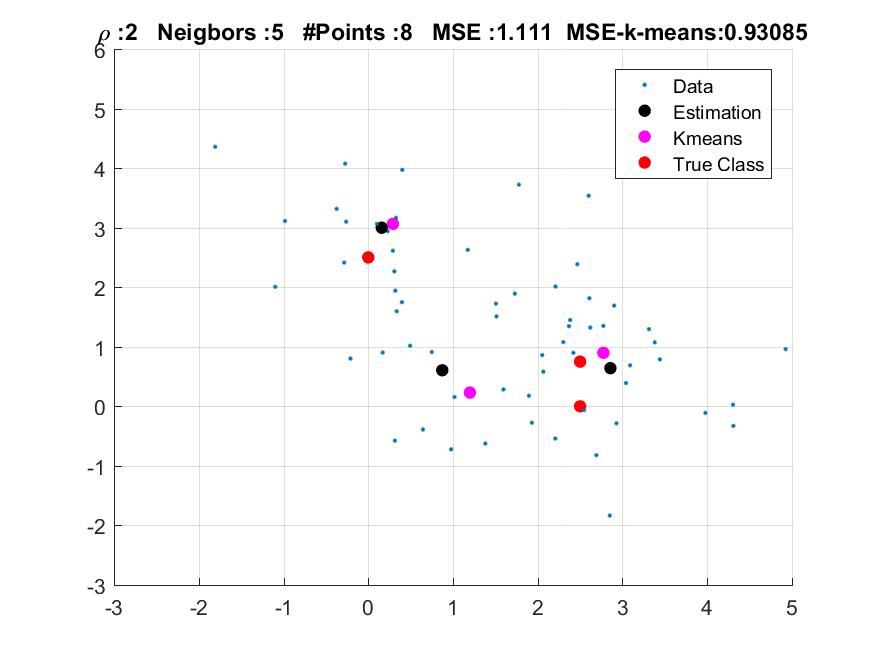 ρ :2 Neigbors :5 #Points :8 MSE :1.111 MSE-k-means:0.93085
Data
Estimation
Kmeans
True Class
6
5
4
3
2
1
0
-1
-2
-3
-3 -2 -1 0 1 2 3 4 5